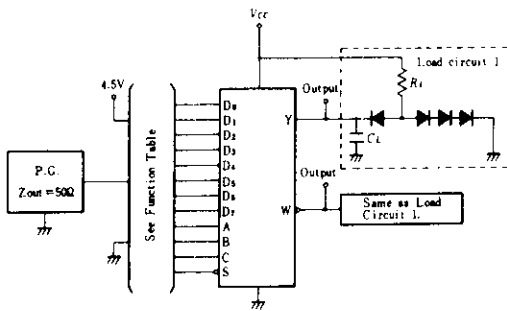 Vcc
Load circuit 1
4.5V
Output
RL
CL
P.G.
Zout=50Ω
See Function Table
D0
D1
D2
D3
D4
D5
D6
D7
A
B
C
S
Y
W
Output
Same as Load
Circuit 1.